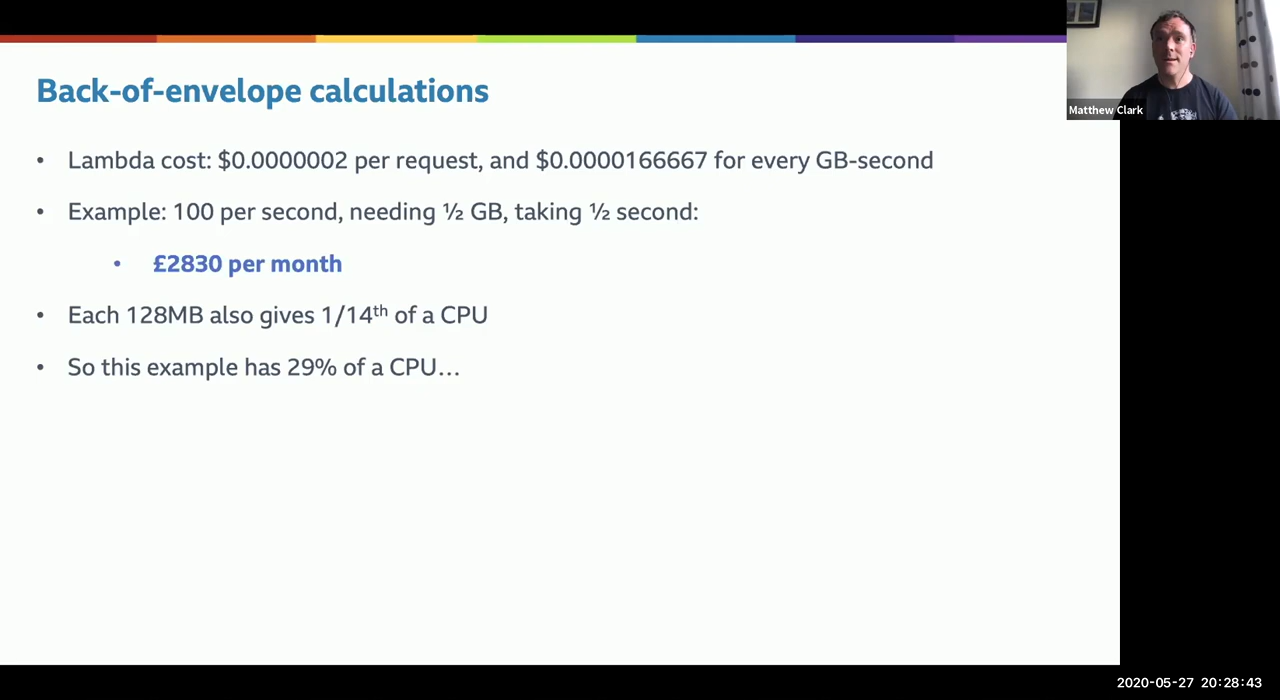 Back-of-envelope calculations
Matthew Clark
• Lambda cost: $0.0000002 per request, and $0.0000166667 for every GB-second
• Example: 100 per second, needing ½ GB, taking ½ second:
• £2830 per month
• Each 128MB also gives 1/14th of a CPU
• So this example has 29% of a CPU…
2020-05-27 20:28:43